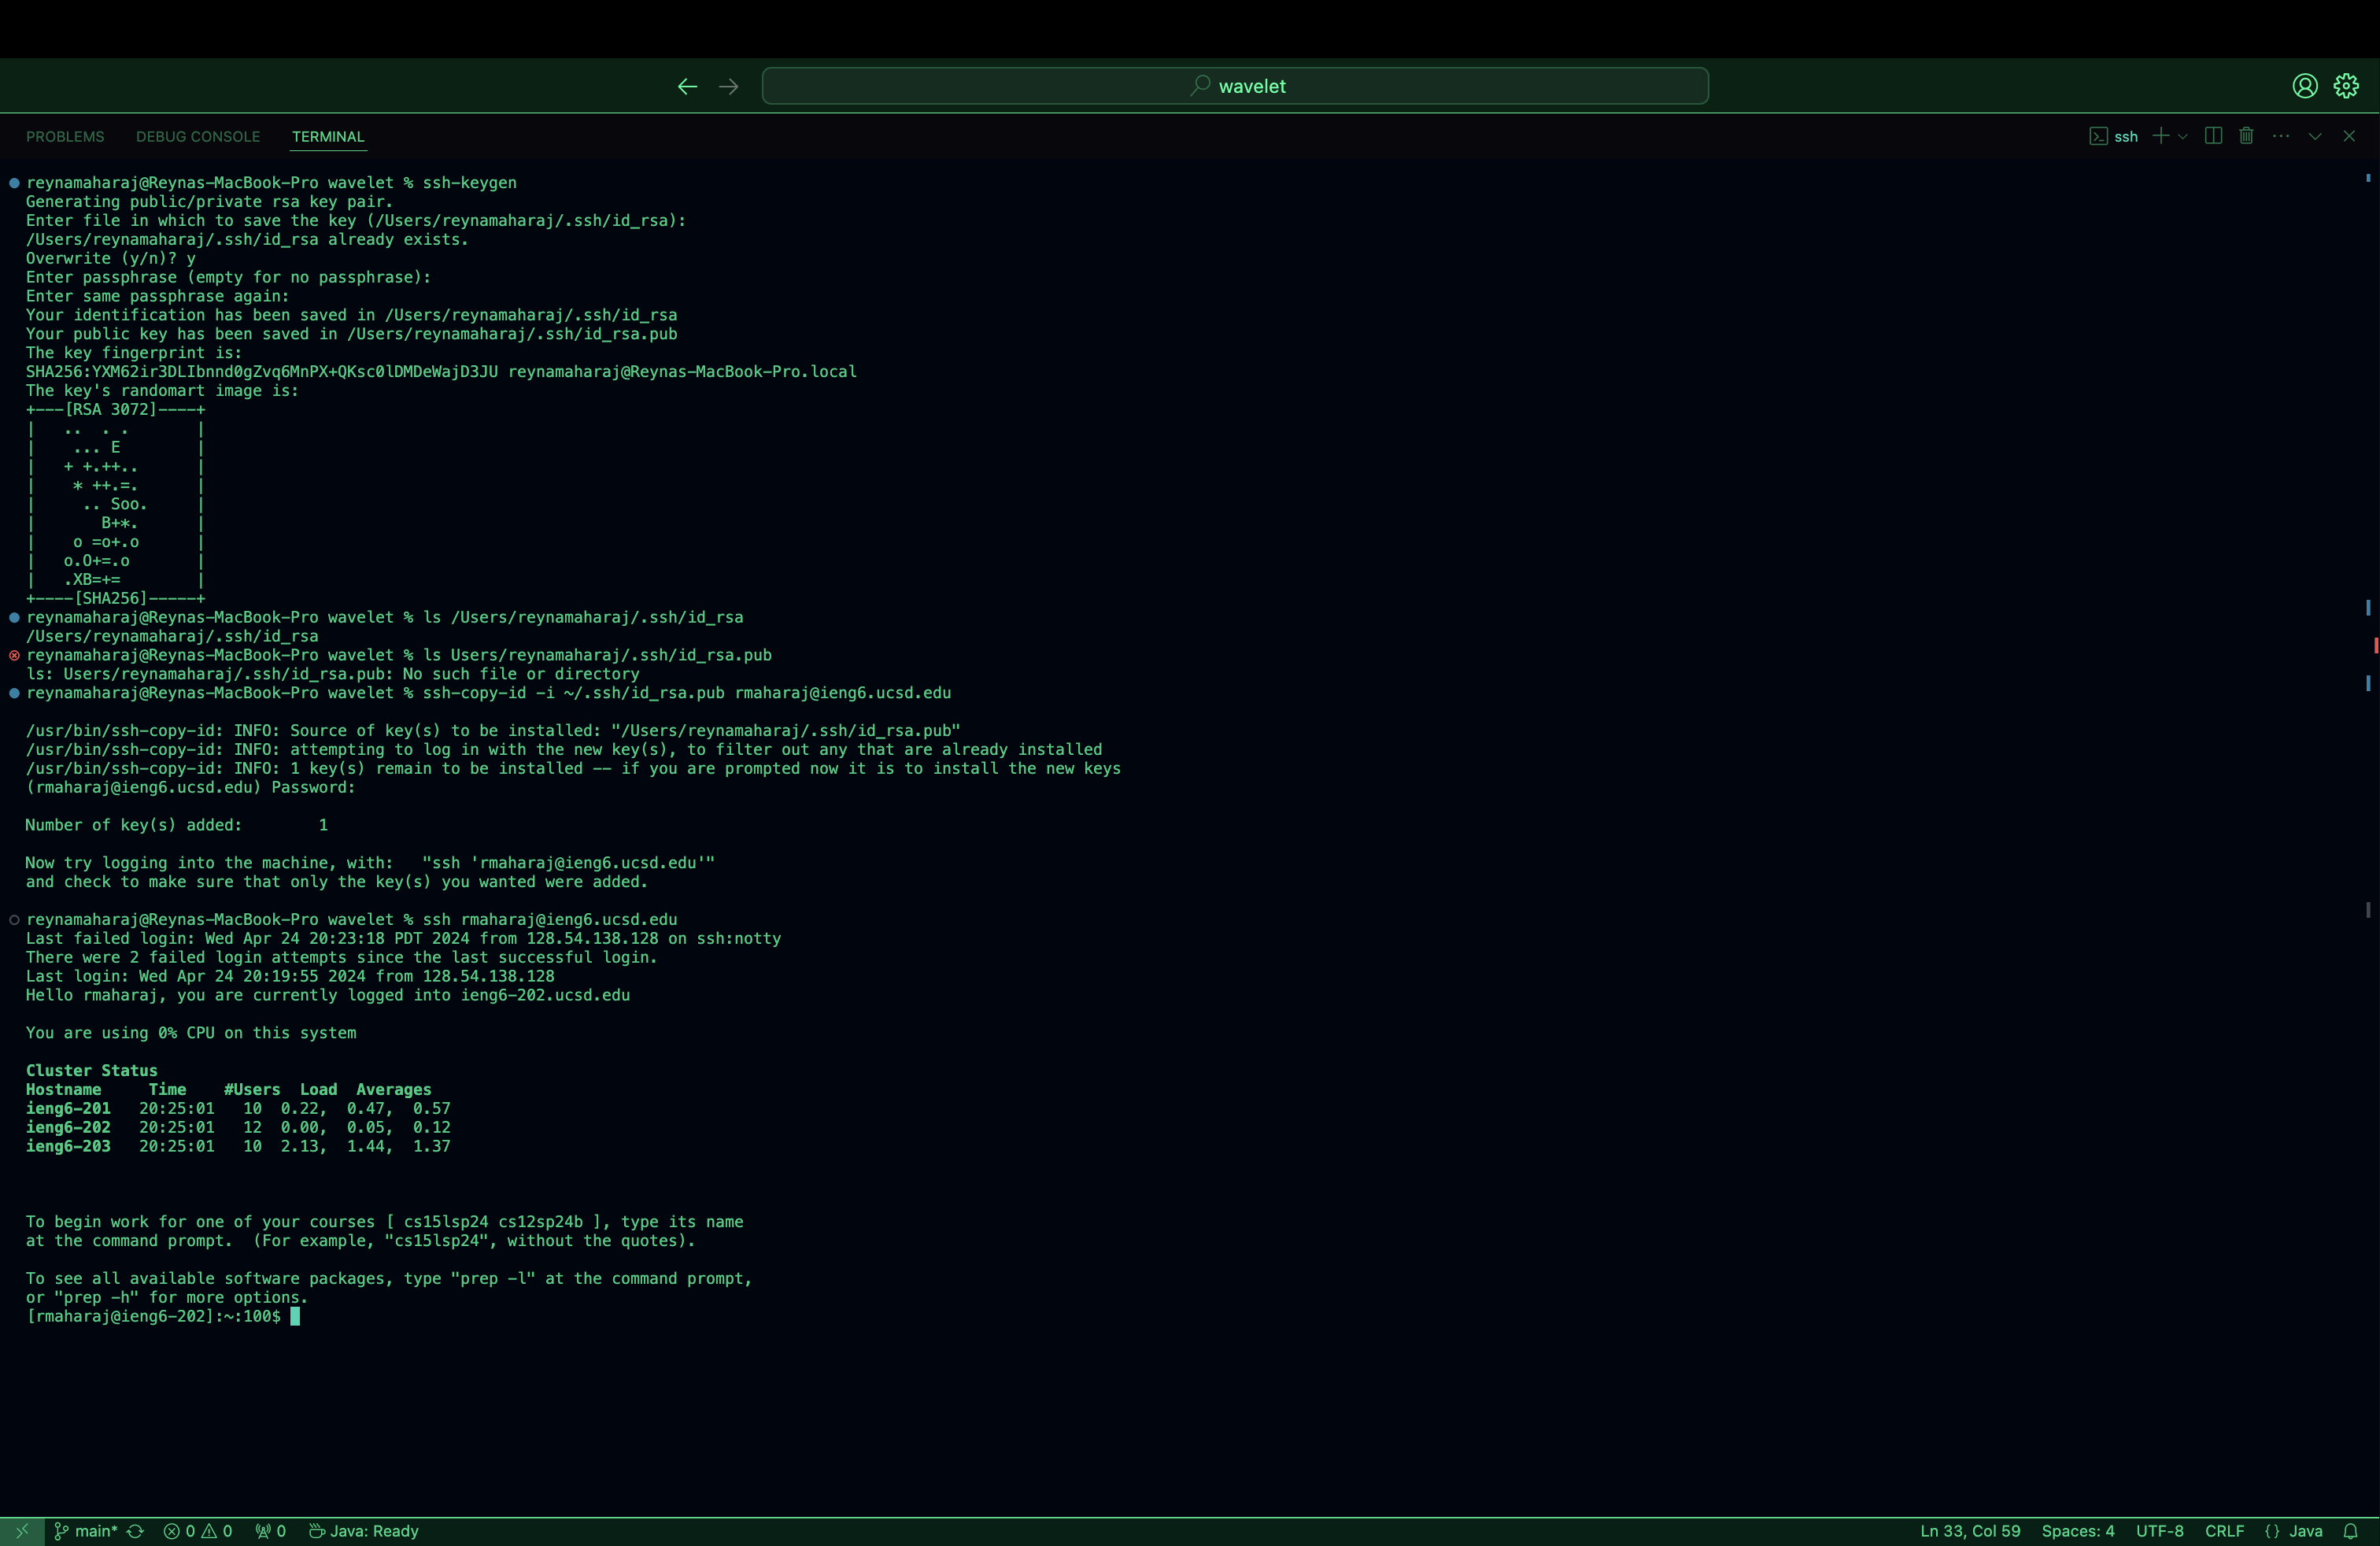 wavelet
PROBLEMS DEBUG CONSOLE TERMINAL ssh
reynamaharaj@Reynas-MacBook-Pro wavelet % ssh-keygen
Generating public/private rsa key pair.
Enter file in which to save the key (/Users/reynamaharaj/.ssh/id_rsa):
/Users/reynamaharaj/.ssh/id_rsa already exists.
Overwrite (y/n)? y
Enter passphrase (empty for no passphrase):
Enter same passphrase again:
Your identification has been saved in /Users/reynamaharaj/.ssh/id_rsa
Your public key has been saved in /Users/reynamaharaj/.ssh/id_rsa.pub
The key fingerprint is:
SHA256:YXM62ir3DLIbnnd0gZvq6MnPX+QKsc0lDMDeWajD3JU reynamaharaj@Reynas-MacBook-Pro.local
The key's randomart image is:
+---[RSA 3072]----+
|   ..  . .       |
|    ... E        |
|   + +.++..      |
|    * ++.=.      |
|     .. Soo.     |
|       B+*.      |
|    o =o+.o      |
|   o.O+=.o       |
|   .XB=+=        |
+----[SHA256]-----+
reynamaharaj@Reynas-MacBook-Pro wavelet % ls /Users/reynamaharaj/.ssh/id_rsa
/Users/reynamaharaj/.ssh/id_rsa
reynamaharaj@Reynas-MacBook-Pro wavelet % ls Users/reynamaharaj/.ssh/id_rsa.pub
ls: Users/reynamaharaj/.ssh/id_rsa.pub: No such file or directory
reynamaharaj@Reynas-MacBook-Pro wavelet % ssh-copy-id -i ~/.ssh/id_rsa.pub rmaharaj@ieng6.ucsd.edu
/usr/bin/ssh-copy-id: INFO: Source of key(s) to be installed: "/Users/reynamaharaj/.ssh/id_rsa.pub"
/usr/bin/ssh-copy-id: INFO: attempting to log in with the new key(s), to filter out any that are already installed
/usr/bin/ssh-copy-id: INFO: 1 key(s) remain to be installed -- if you are prompted now it is to install the new keys
(rmaharaj@ieng6.ucsd.edu) Password:
Number of key(s) added:        1
Now try logging into the machine, with:   "ssh 'rmaharaj@ieng6.ucsd.edu'"
and check to make sure that only the key(s) you wanted were added.
reynamaharaj@Reynas-MacBook-Pro wavelet % ssh rmaharaj@ieng6.ucsd.edu
Last failed login: Wed Apr 24 20:23:18 PDT 2024 from 128.54.138.128 on ssh:notty
There were 2 failed login attempts since the last successful login.
Last login: Wed Apr 24 20:19:55 2024 from 128.54.138.128
Hello rmaharaj, you are currently logged into ieng6-202.ucsd.edu
You are using 0% CPU on this system
Cluster Status
Hostname     Time    #Users  Load  Averages
ieng6-201   20:25:01   10  0.22,  0.47,  0.57
ieng6-202   20:25:01   12  0.00,  0.05,  0.12
ieng6-203   20:25:01   10  2.13,  1.44,  1.37
To begin work for one of your courses [ cs15lsp24 cs12sp24b ], type its name
at the command prompt.  (For example, "cs15lsp24", without the quotes).
To see all available software packages, type "prep -l" at the command prompt,
or "prep -h" for more options.
[rmaharaj@ieng6-202]:~:100$
main* 0 0 0 Java: Ready Ln 33, Col 59 Spaces: 4 UTF-8 CRLF {} Java